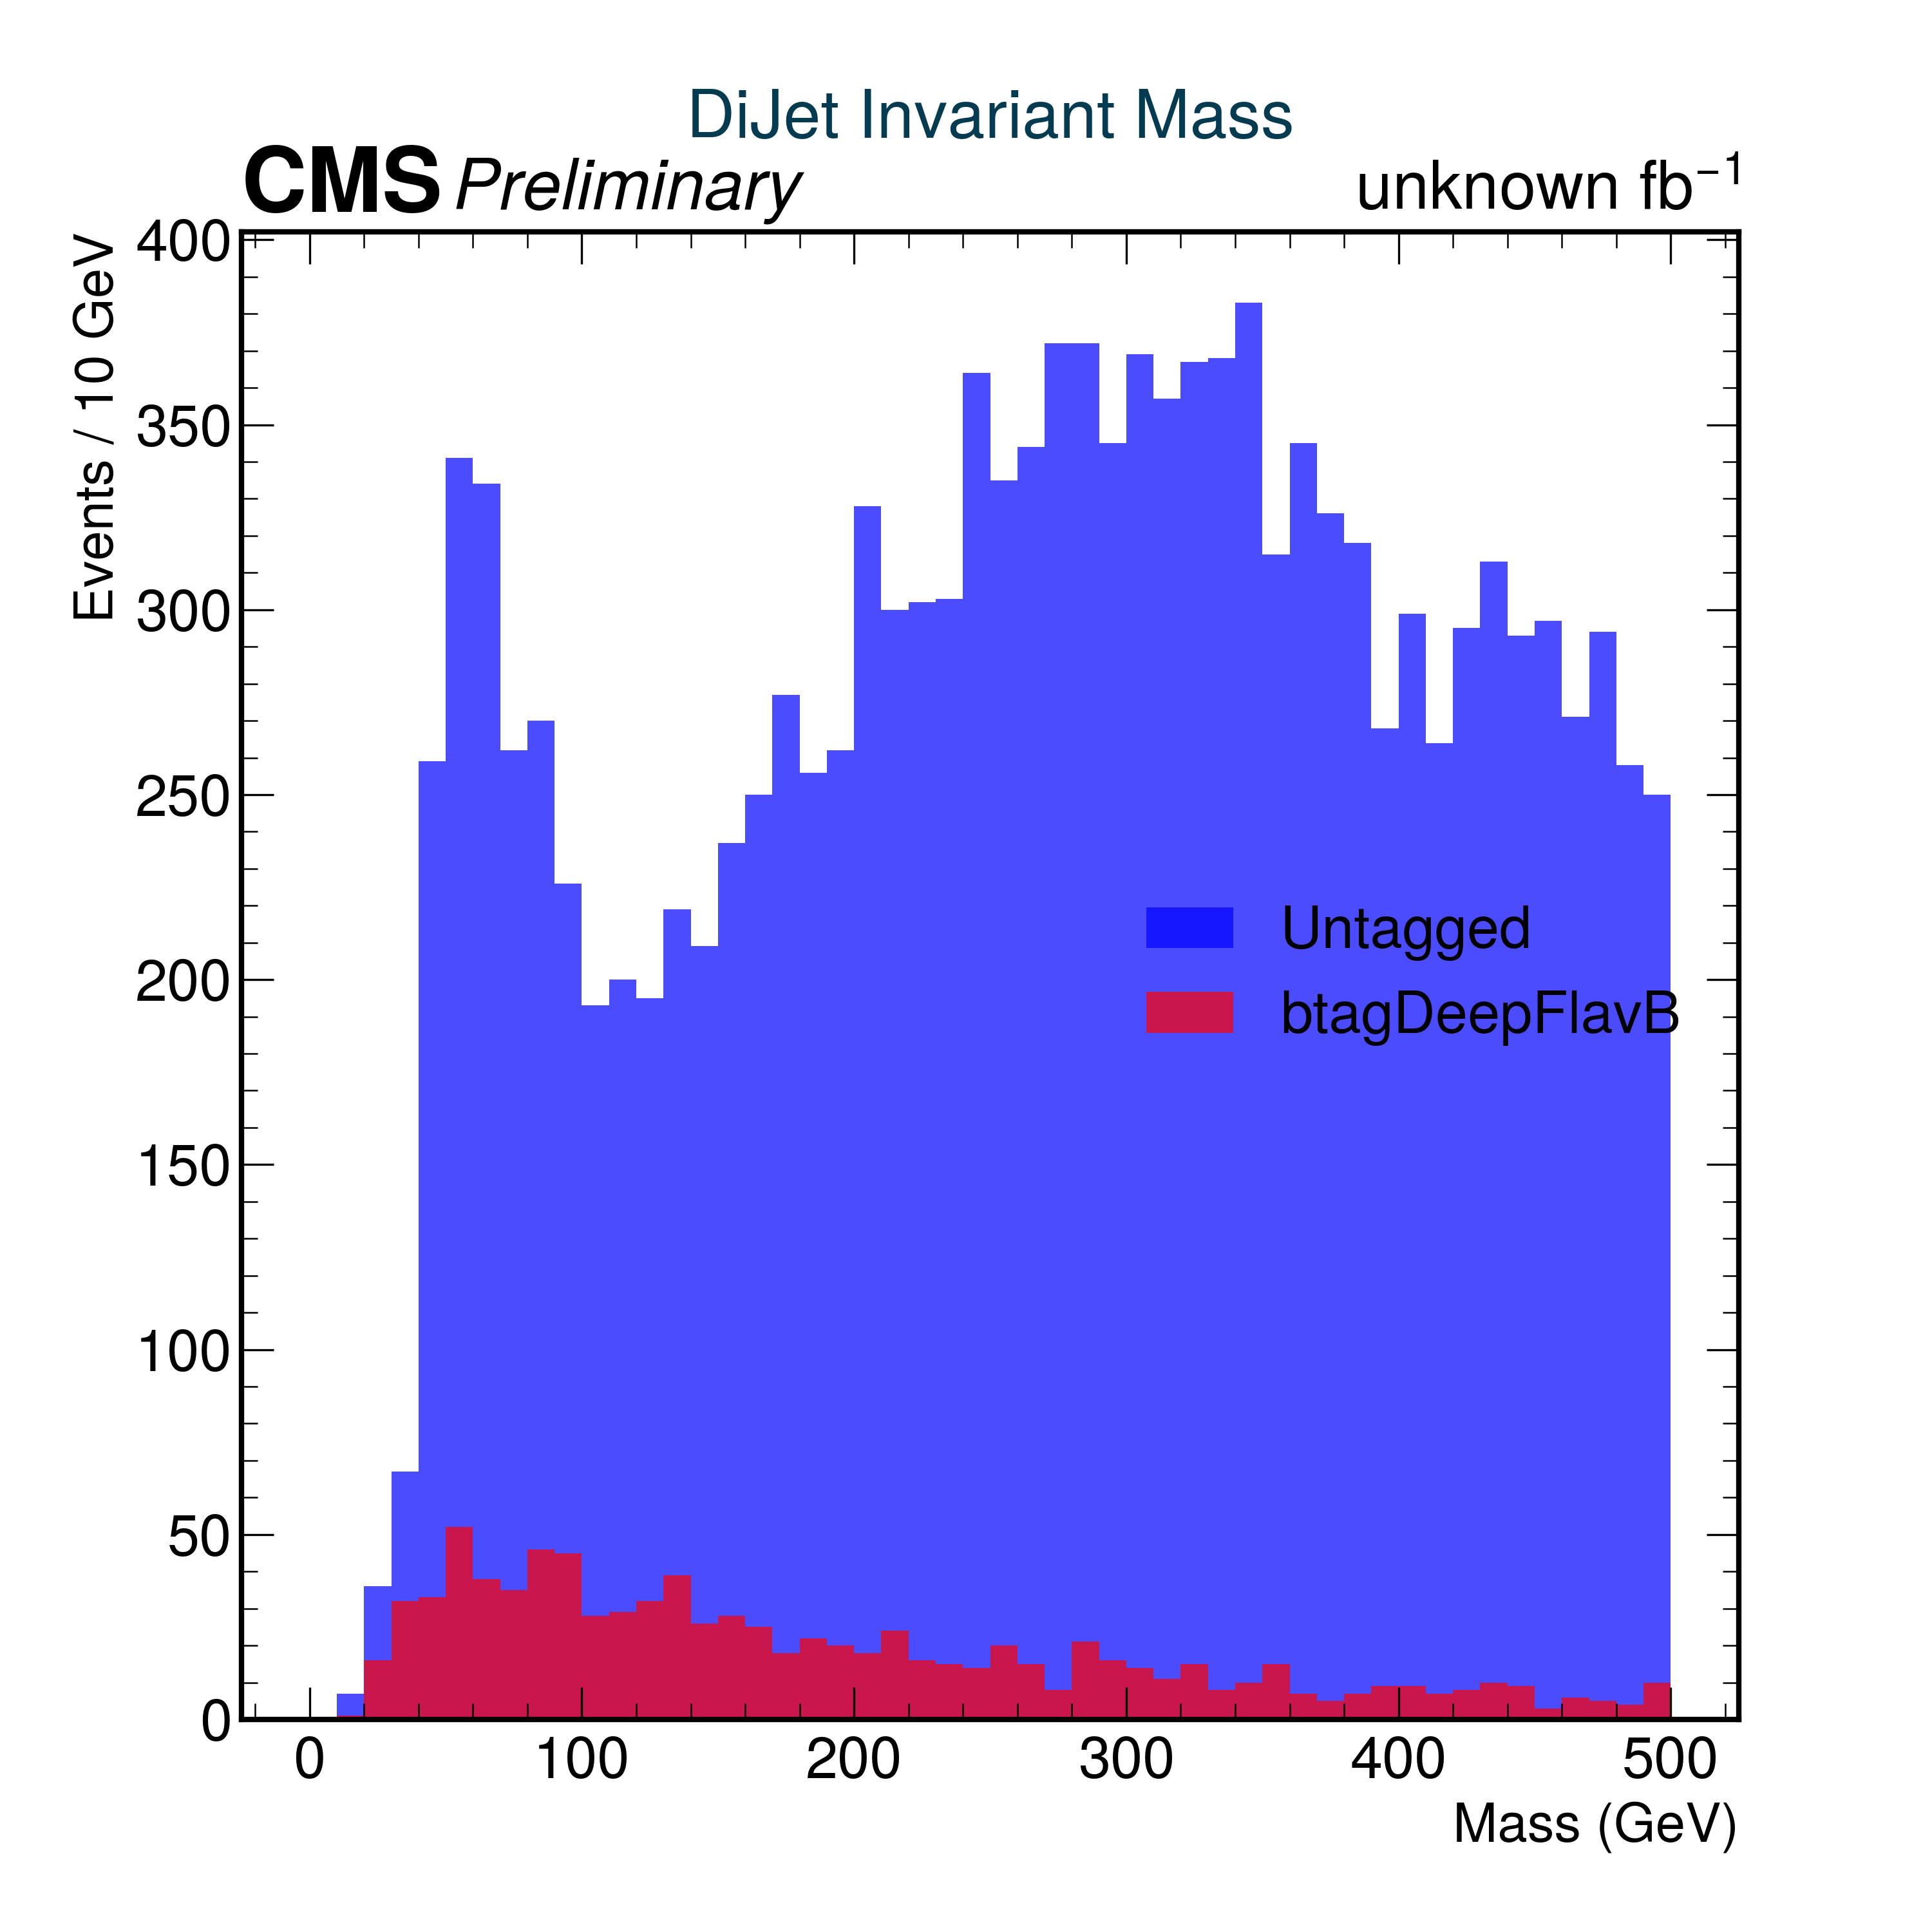 DiJet Invariant Mass
CMS Preliminary
unknown fb⁻¹
Events / 10 GeV
400
350
300
250
200
150
100
50
0
Untagged
btagDeepFlavB
0 100 200 300 400 500
Mass (GeV)